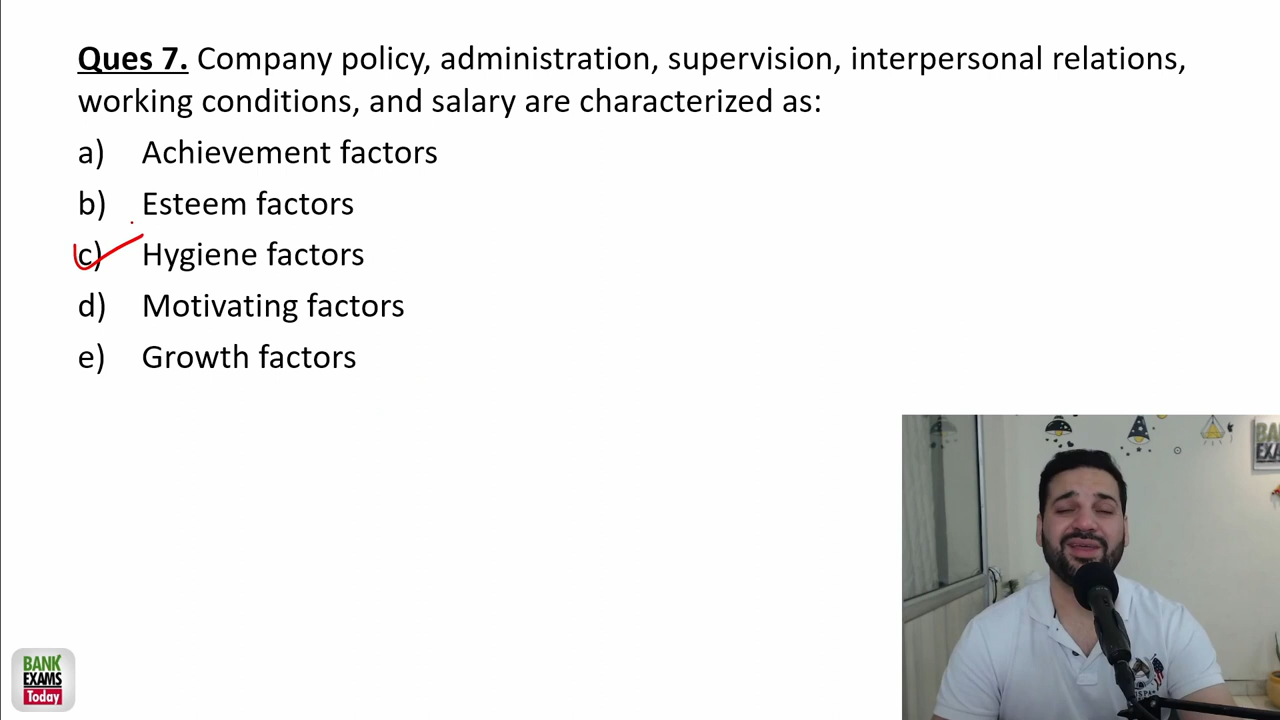 Ques 7. Company policy, administration, supervision, interpersonal relations,
working conditions, and salary are characterized as:
a) Achievement factors
b) Esteem factors
c) Hygiene factors
d) Motivating factors
e) Growth factors
BANK
EXAMS
Today